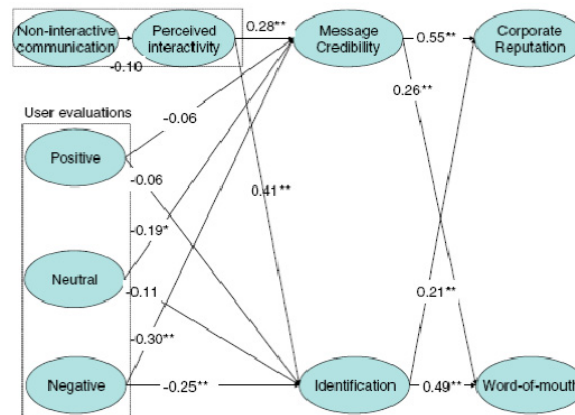 Non-interactive
communication
Perceived
interactivity
0.28**
Message
Credibility
0.55**
Corporate
Reputation
-0.10
0.26**
User evaluations
-0.06
Positive
-0.06
0.41**
-0.19*
Neutral
-0.11
0.21**
-0.30**
Negative
-0.25**
Identification
0.49**
Word-of-mouth